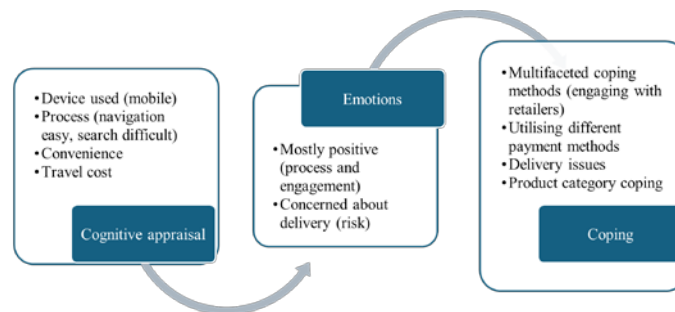 • Device used (mobile)
• Process (navigation
easy, search difficult)
• Convenience
• Travel cost
Cognitive appraisal
Emotions
• Mostly positive
(process and
engagement)
• Concerned about
delivery (risk)
• Multifaceted coping
methods (engaging with
retailers)
• Utilising different
payment methods
• Delivery issues
• Product category coping
Coping